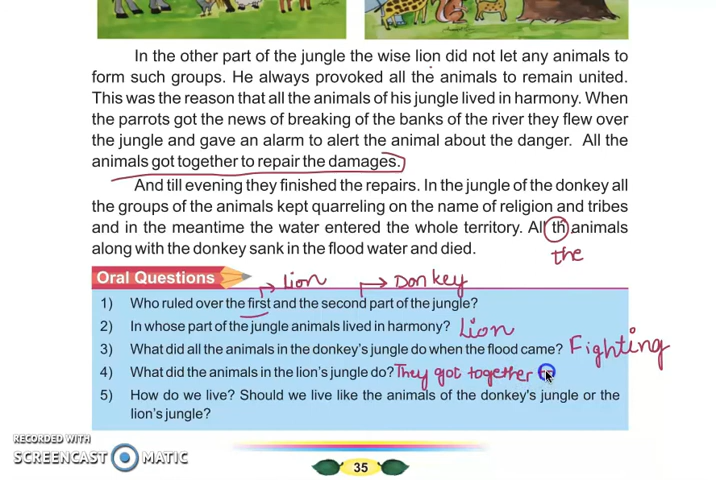 In the other part of the jungle the wise lion did not let any animals to
form such groups. He always provoked all the animals to remain united.
This was the reason that all the animals of his jungle lived in harmony. When
the parrots got the news of breaking of the banks of the river they flew over
the jungle and gave an alarm to alert the animal about the danger. All the
animals got together to repair the damages.
And till evening they finished the repairs. In the jungle of the donkey all
the groups of the animals kept quarreling on the name of religion and tribes
and in the meantime the water entered the whole territory. All th animals
along with the donkey sank in the flood water and died.
the
Oral Questions
Lion Donkey
1) Who ruled over the first and the second part of the jungle?
2) In whose part of the jungle animals lived in harmony? Lion
3) What did all the animals in the donkey's jungle do when the flood came? Fighting
4) What did the animals in the lion's jungle do? They got together
5) How do we live? Should we live like the animals of the donkey's jungle or the
lion's jungle?
RECORDED WITH
SCREENCAST MATIC
35